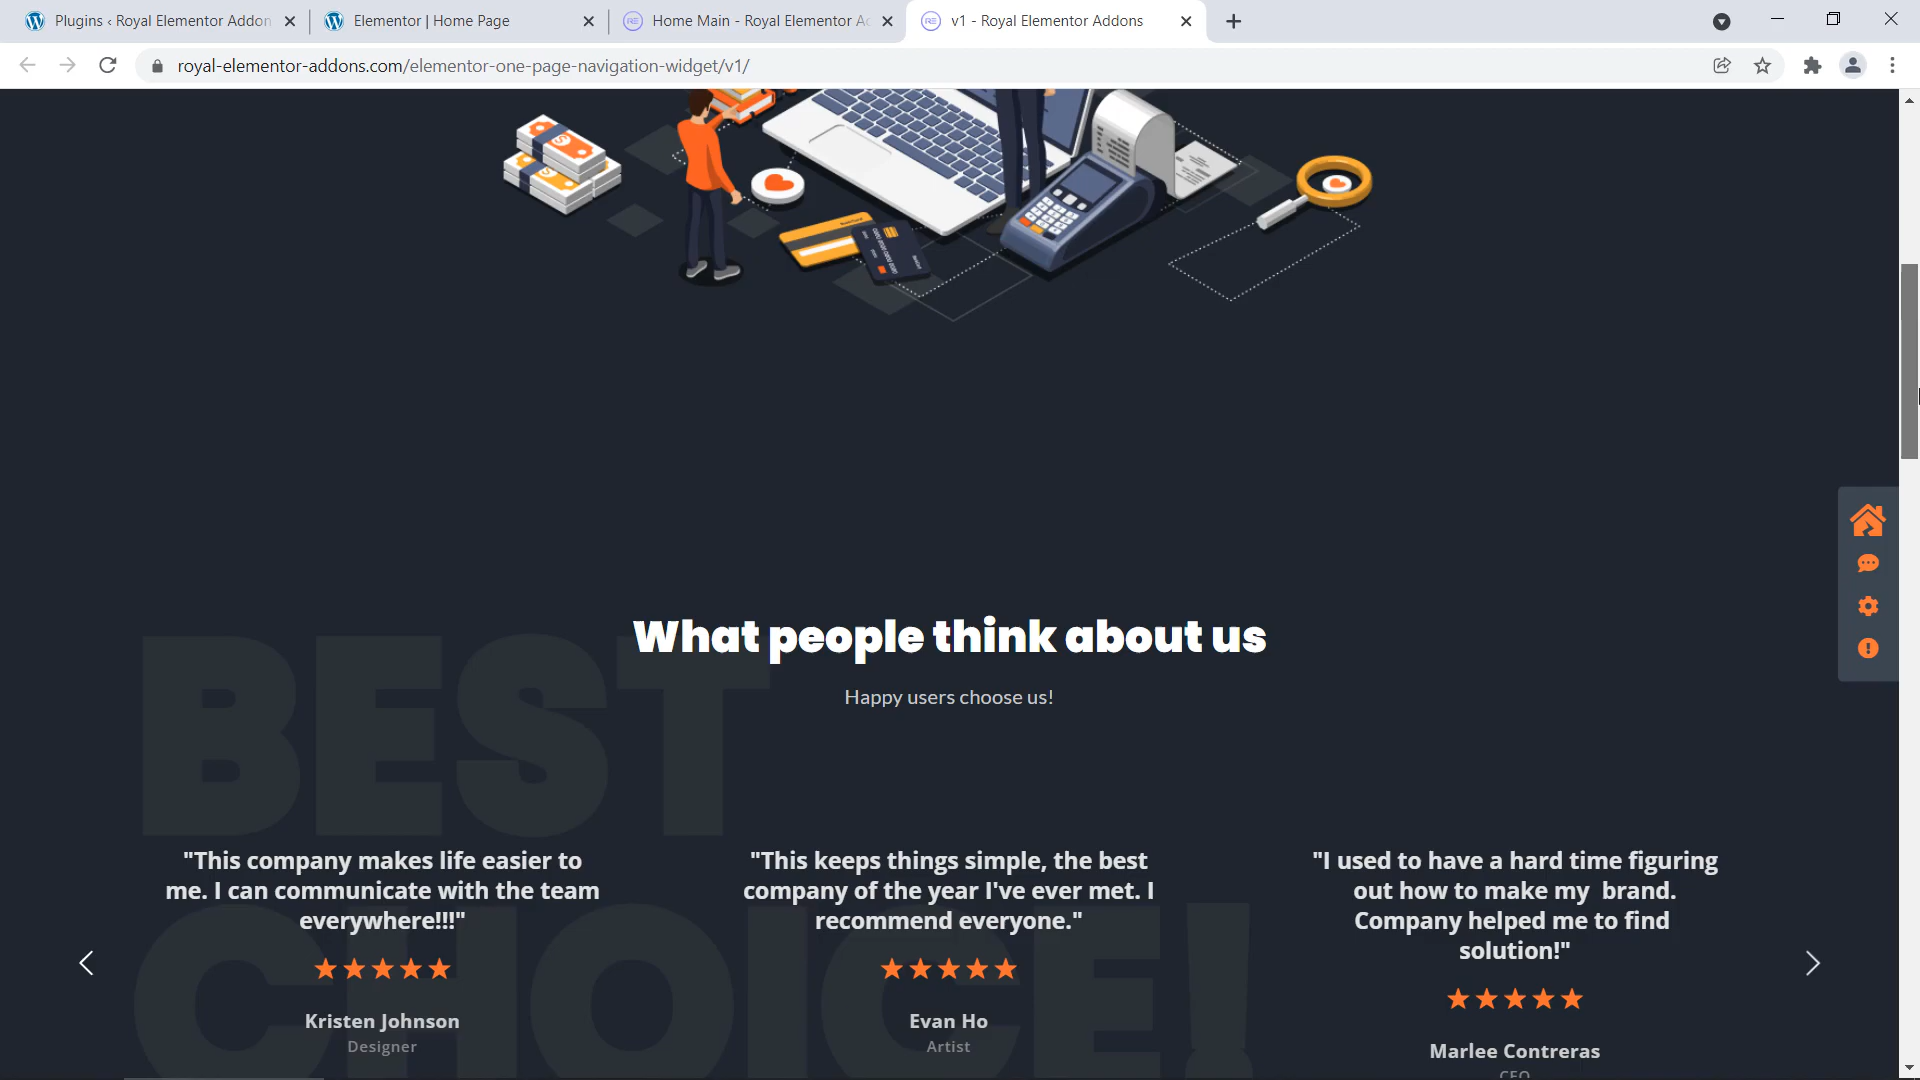 Plugins ‹ Royal Elementor Addon
Elementor | Home Page
Home Main - Royal Elementor Ad
v1 - Royal Elementor Addons
royal-elementor-addons.com/elementor-one-page-navigation-widget/v1/
BEST
CHOICE!
What people think about us
Happy users choose us!
"This company makes life easier to
me. I can communicate with the team
everywhere!!!"
Kristen Johnson
Designer
"This keeps things simple, the best
company of the year I've ever met. I
recommend everyone."
Evan Ho
Artist
"I used to have a hard time figuring
out how to make my brand.
Company helped me to find
solution!"
Marlee Contreras
CEO